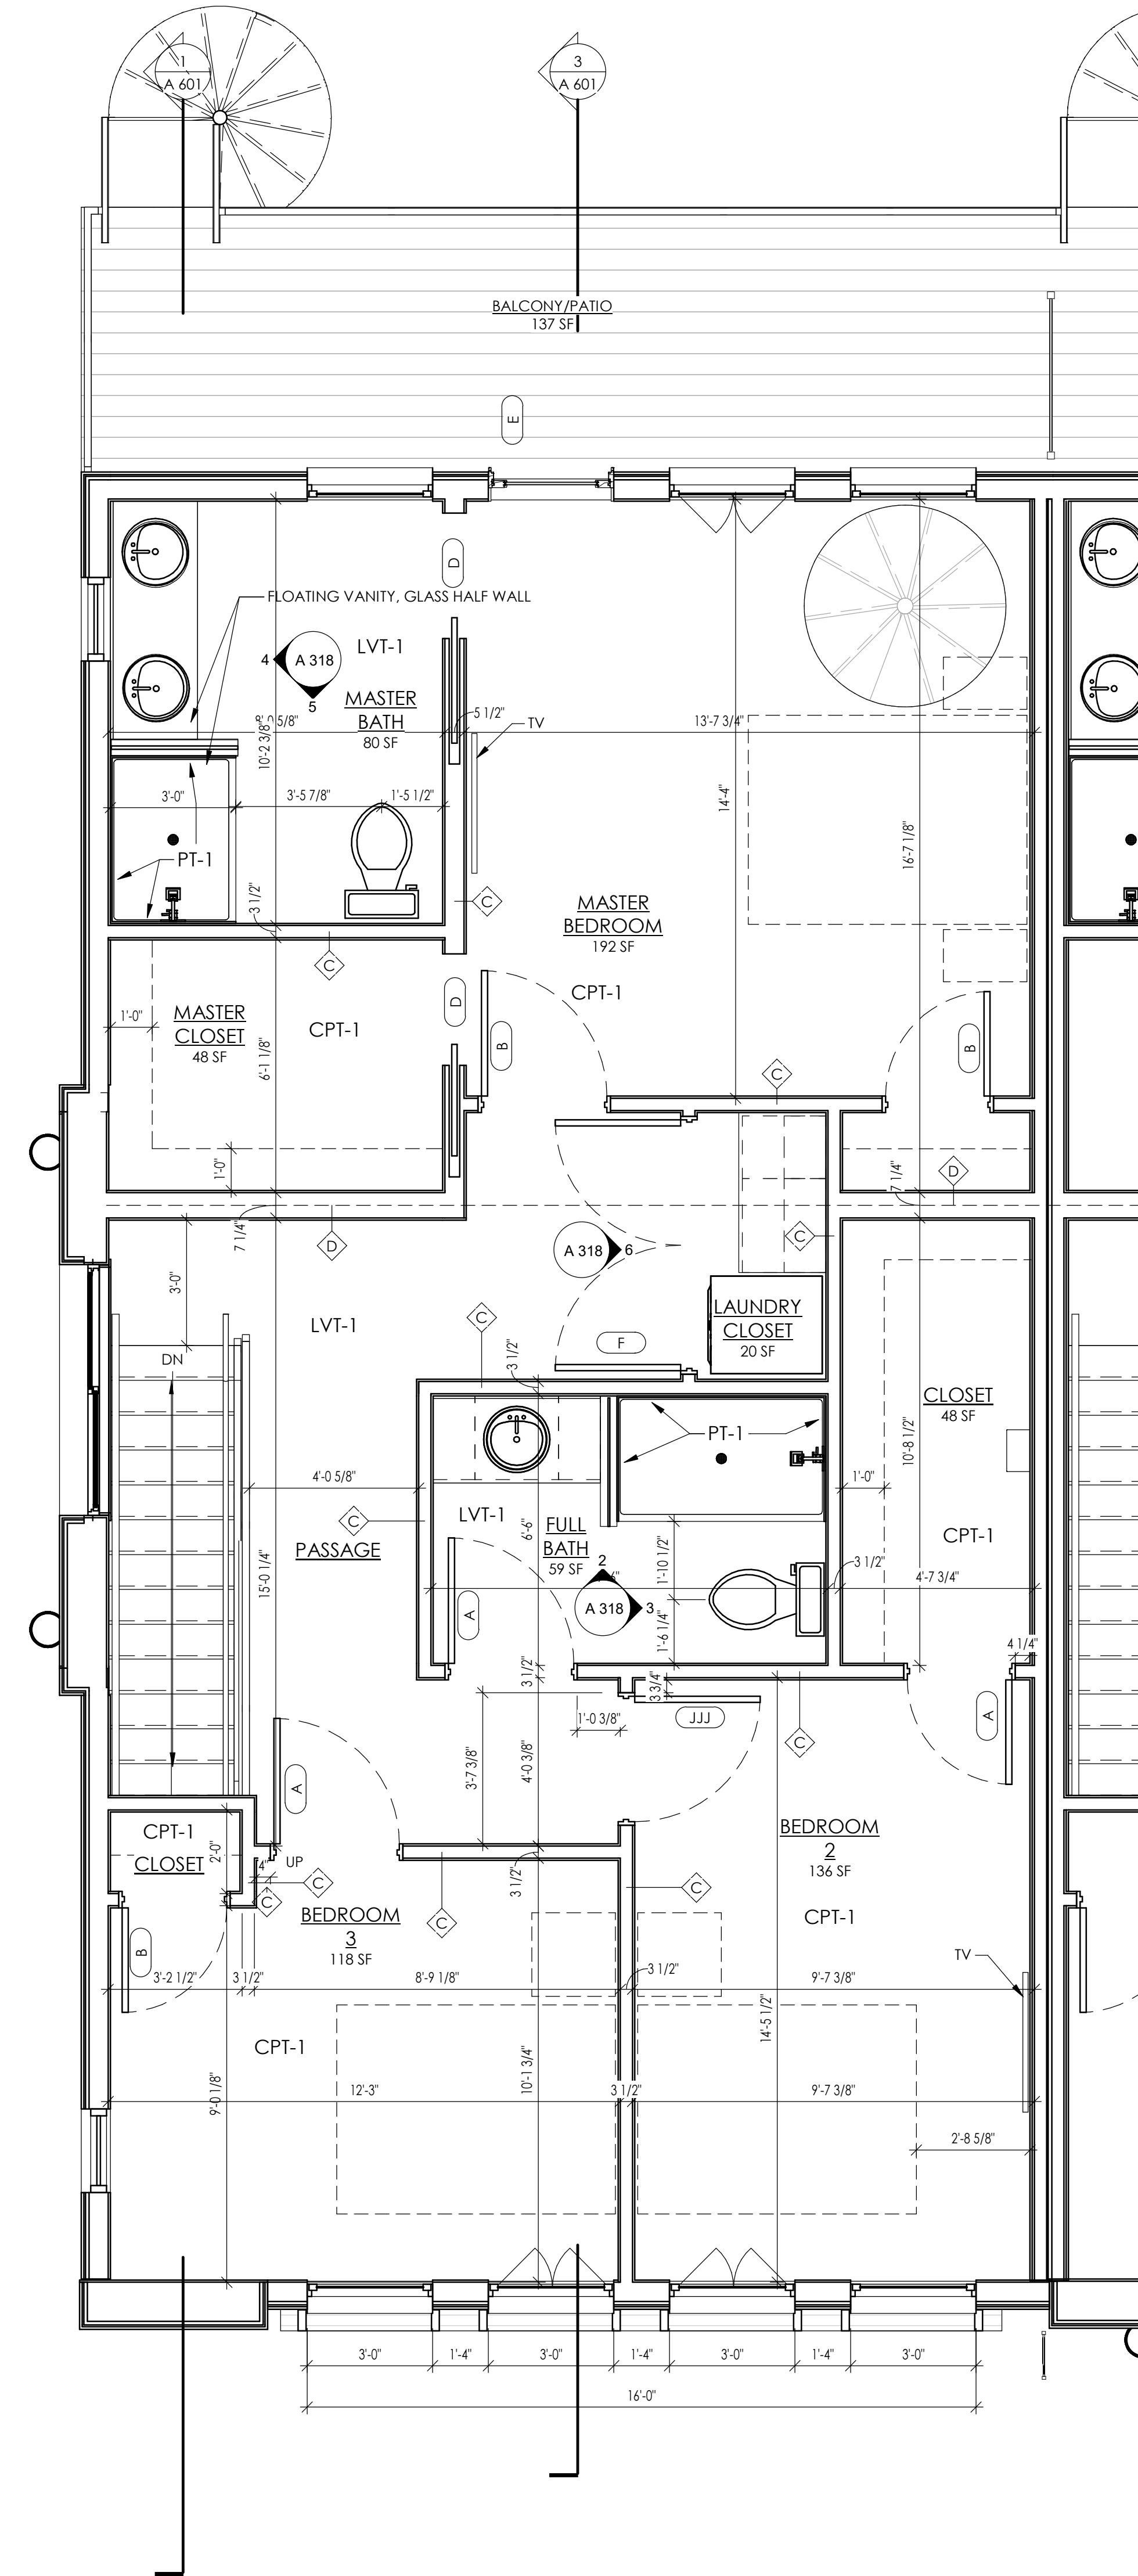 1
A 601
3
A 601
BALCONY/PATIO
137 SF
E
D
FLOATING VANITY, GLASS HALF WALL
LVT-1
4
A 318
5
MASTER
BATH
80 SF
5 1/2"
TV
13'-7 3/4"
10'-2 3/8"
3'-0"
3'-5 7/8"
1'-5 1/2"
14'-4"
16'-7 1/8"
PT-1
3 1/2"
C
MASTER
BEDROOM
192 SF
C
CPT-1
MASTER
CLOSET
48 SF
1'-0"
CPT-1
D
B
B
6'-1 1/8"
C
1'-0"
7 1/4"
D
7 1/4"
D
3'-0"
A 318
6
C
LAUNDRY
CLOSET
20 SF
LVT-1
C
F
3 1/2"
DN
CLOSET
48 SF
PT-1
10'-8 1/2"
4'-0 5/8"
1'-0"
LVT-1
C
6'-6"
FULL
BATH
59 SF
CPT-1
PASSAGE
15'-0 1/4"
2
A 318
3
1'-10 1/2"
3 1/2"
4'-7 3/4"
A
1'-6 1/4"
4 1/4"
3 1/2"
3 3/4"
JJJ
1'-0 3/8"
A
C
3'-7 3/8"
4'-0 3/8"
A
CPT-1
CLOSET
2'-0"
BEDROOM
2
136 SF
4"
UP
C
C
3 1/2"
C
C
BEDROOM
3
118 SF
CPT-1
B
TV
3'-2 1/2"
3 1/2"
8'-9 1/8"
3 1/2"
9'-7 3/8"
14'-5 1/2"
CPT-1
9'-0 1/8"
10'-1 3/4"
12'-3"
3 1/2"
9'-7 3/8"
2'-8 5/8"
3'-0"
1'-4"
3'-0"
1'-4"
3'-0"
1'-4"
3'-0"
16'-0"